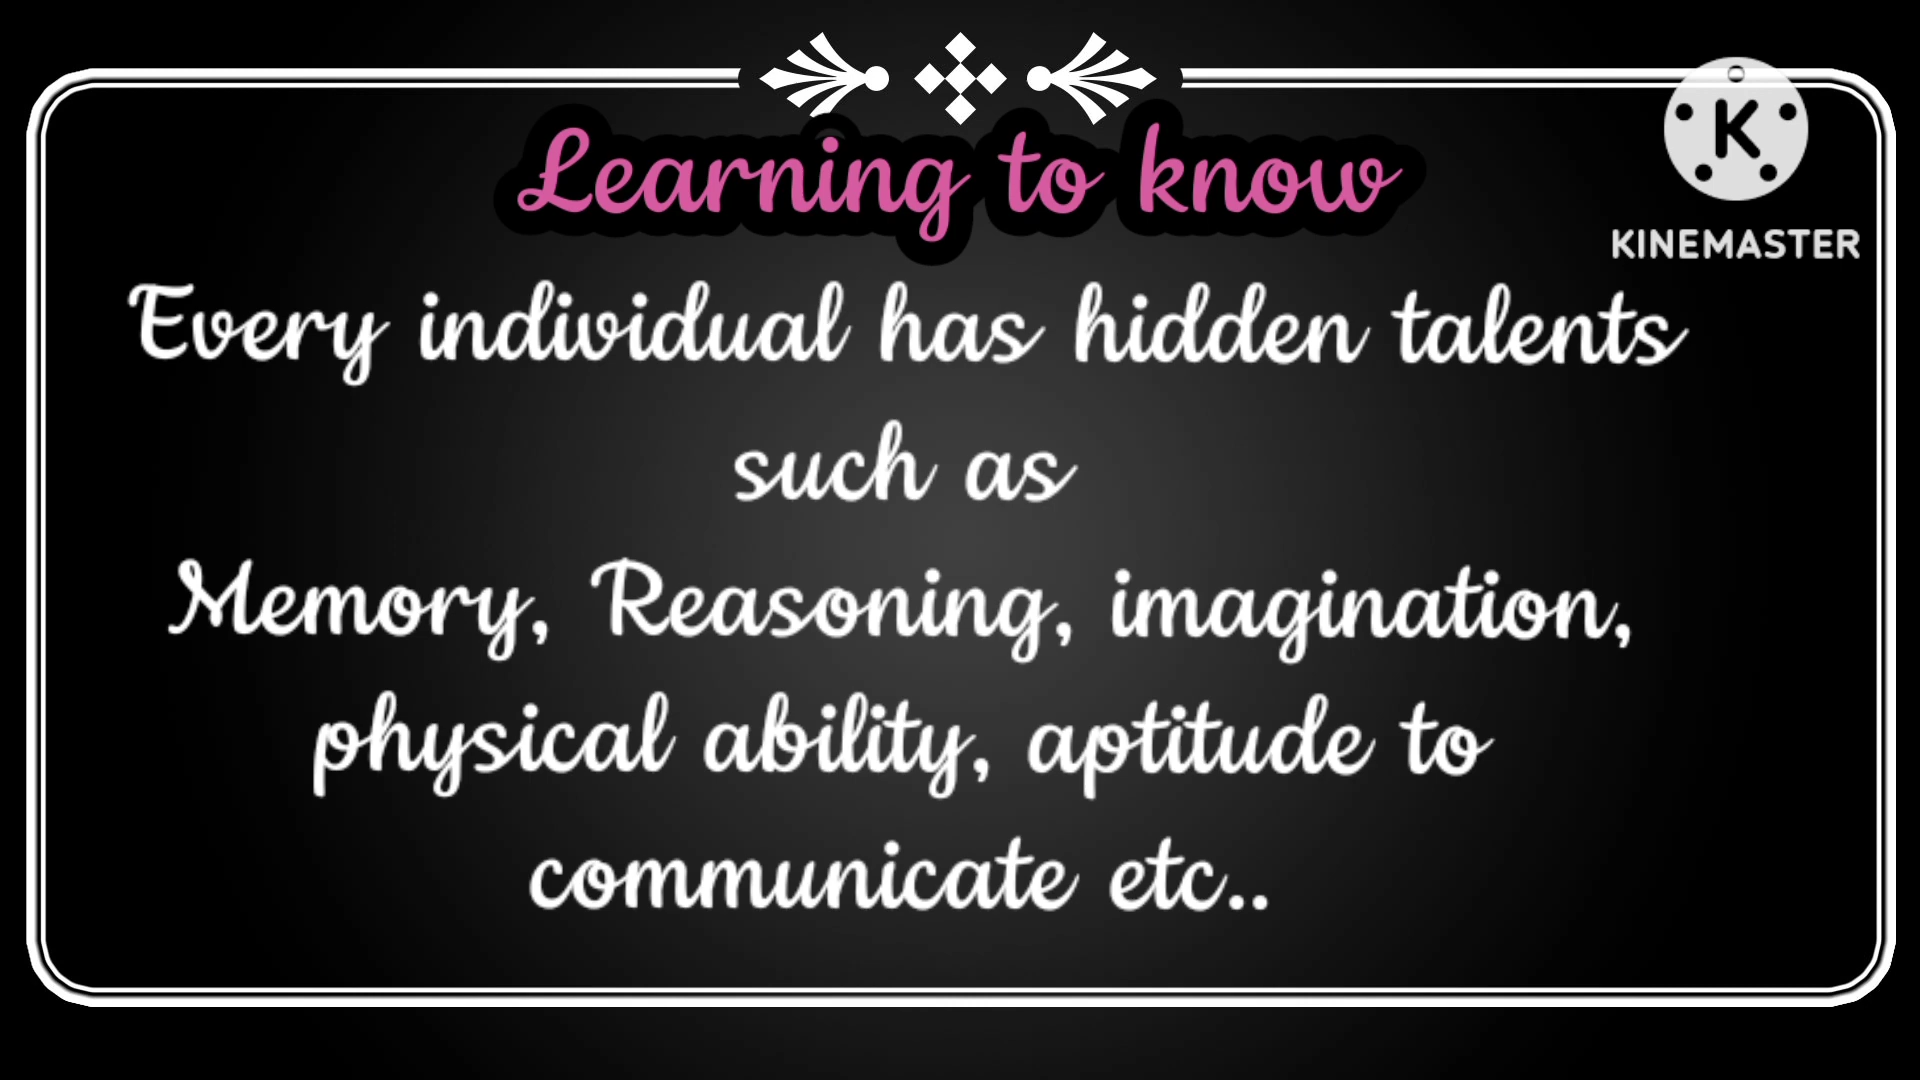 Learning to know
K
KINEMASTER
Every individual has hidden talents
such as
Memory, Reasoning, imagination,
physical ability, aptitude to
communicate etc..